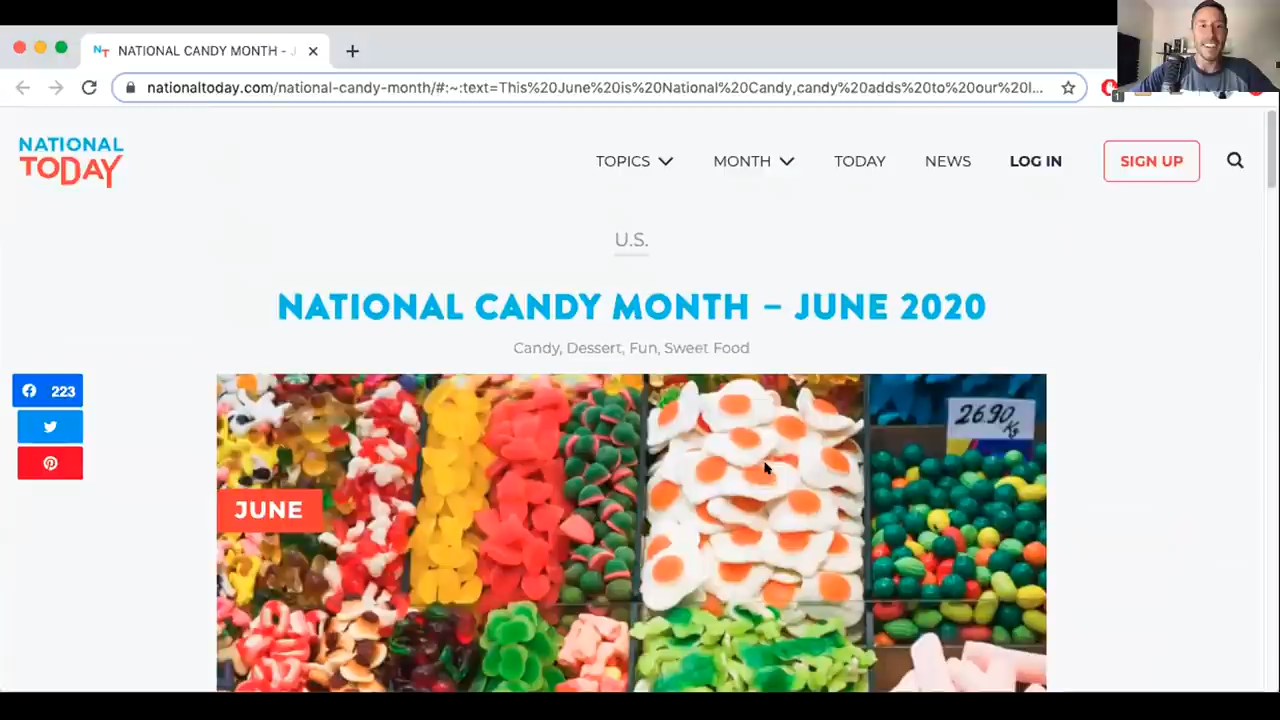 NATIONAL CANDY MONTH - J
nationaltoday.com/national-candy-month/#:~:text=This%20June%20is%20National%20Candy,candy%20adds%20to%20our%20l...
1
NATIONAL
TODAY
TOPICS
MONTH
TODAY
NEWS
LOG IN
SIGN UP
U.S.
NATIONAL CANDY MONTH – JUNE 2020
Candy, Dessert, Fun, Sweet Food
223
26.90
Kg
JUNE